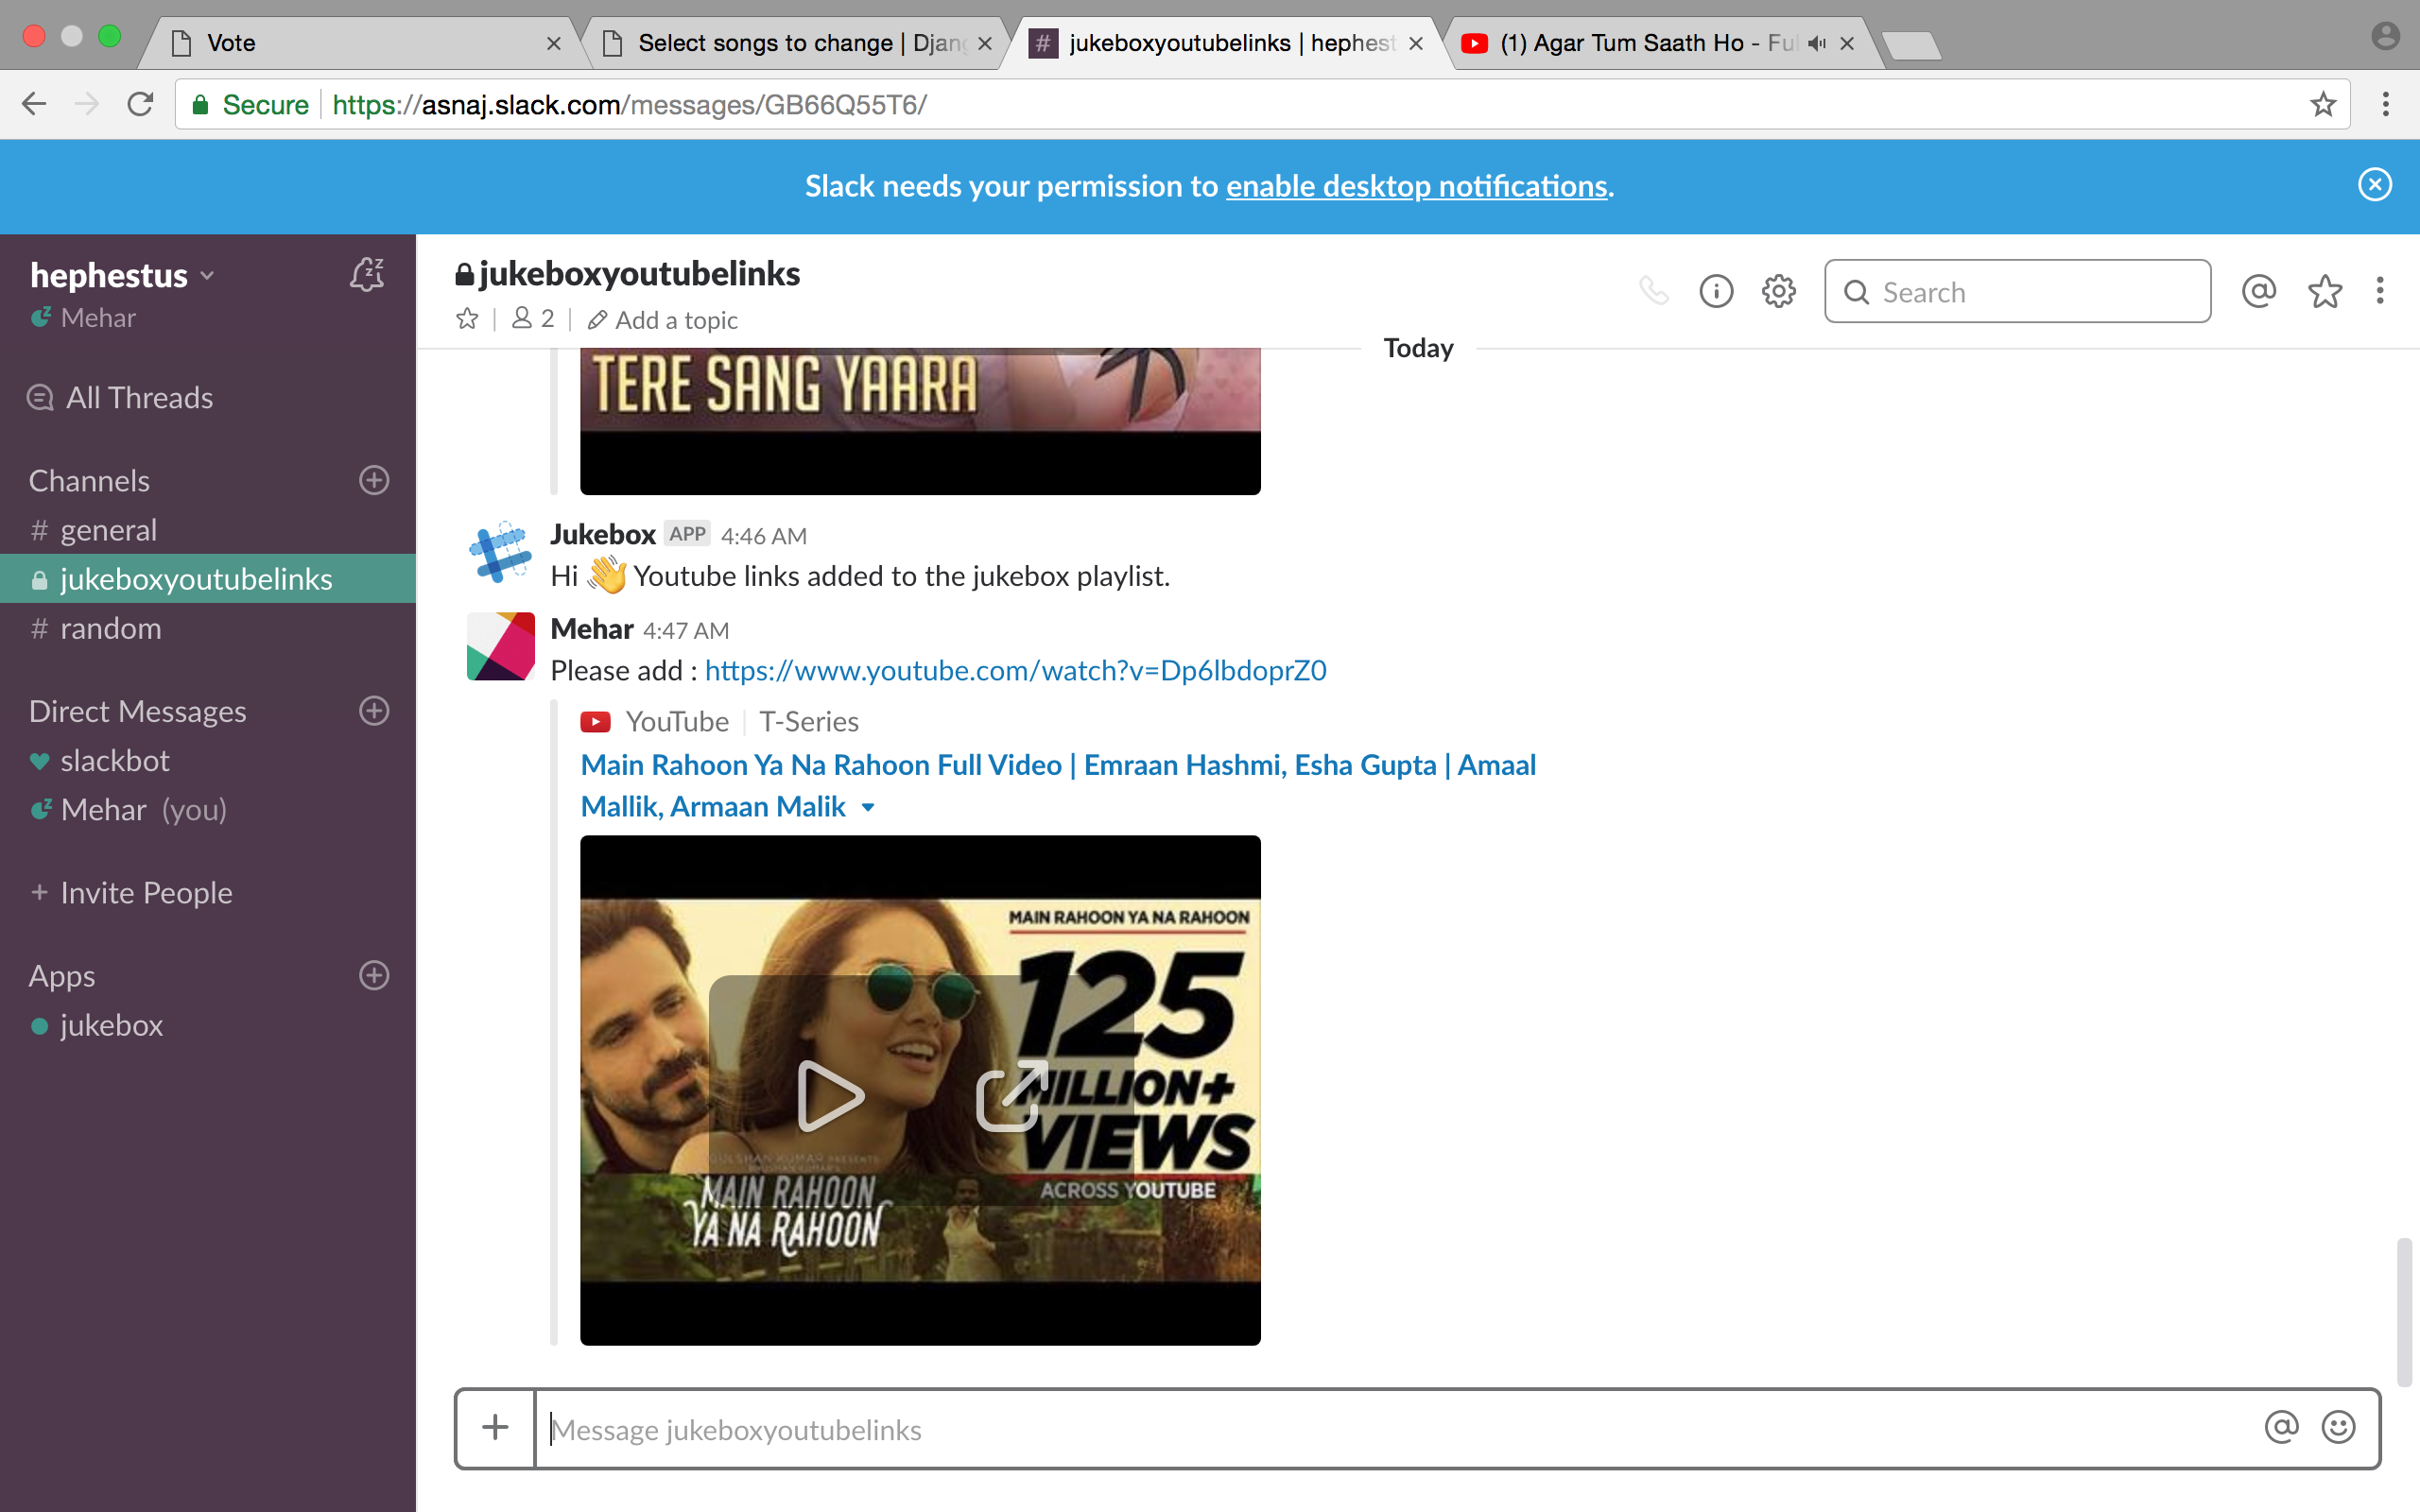 Vote
Select songs to change | Djang
# jukeboxyoutubelinks | hephest
(1) Agar Tum Saath Ho - Ful
Secure https://asnaj.slack.com/messages/GB66Q55T6/
Slack needs your permission to enable desktop notifications.
hephestus
Mehar
All Threads
Channels
# general
jukeboxyoutubelinks
# random
Direct Messages
slackbot
Mehar (you)
+ Invite People
Apps
jukebox
jukeboxyoutubelinks
2 Add a topic
Search
Today
TERE SANG YAARA
Jukebox APP 4:46 AM
Hi 👋 Youtube links added to the jukebox playlist.
Mehar 4:47 AM
Please add : https://www.youtube.com/watch?v=Dp6lbdoprZ0
YouTube | T-Series
Main Rahoon Ya Na Rahoon Full Video | Emraan Hashmi, Esha Gupta | Amaal
Mallik, Armaan Malik
MAIN RAHOON YA NA RAHOON
125
MILLION+
VIEWS
ACROSS YOUTUBE
GULSHAN KUMAR PRESENTS
MAIN RAHOON
YA NA RAHOON
Message jukeboxyoutubelinks